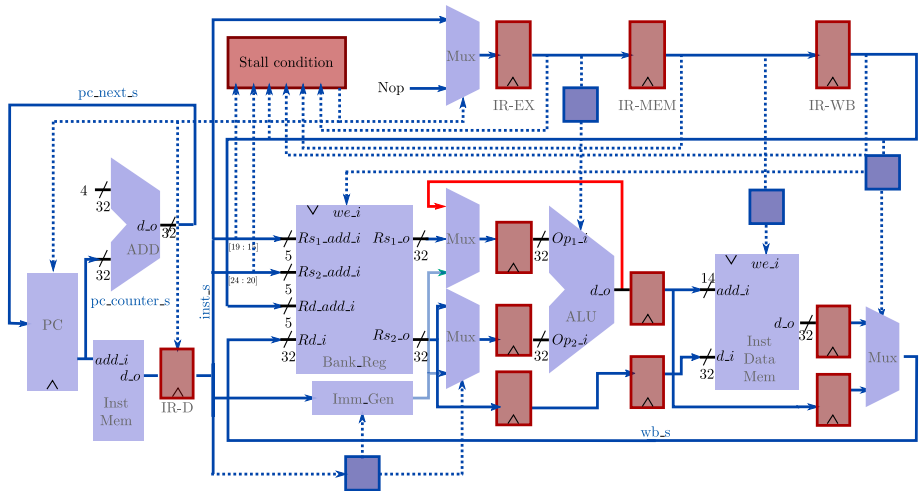 Stall condition
Mux
Nop
IR-EX
IR-MEM
IR-WB
pc_next_s
4
32
d_o
32
ADD
32
pc_counter_s
PC
add_i
d_o
Inst
Mem
IR-D
inst_s
[19 : 15]
[24 : 20]
we_i
Rs1_add_i
5
Rs2_add_i
5
Rd_add_i
5
Rd_i
32
Rs1_o
32
Rs2_o
32
Bank_Reg
Imm_Gen
Mux
Mux
32
Op1_i
32
Op2_i
d_o
ALU
we_i
14
add_i
d_o
32
d_i
32
Inst
Data
Mem
Mux
wb_s